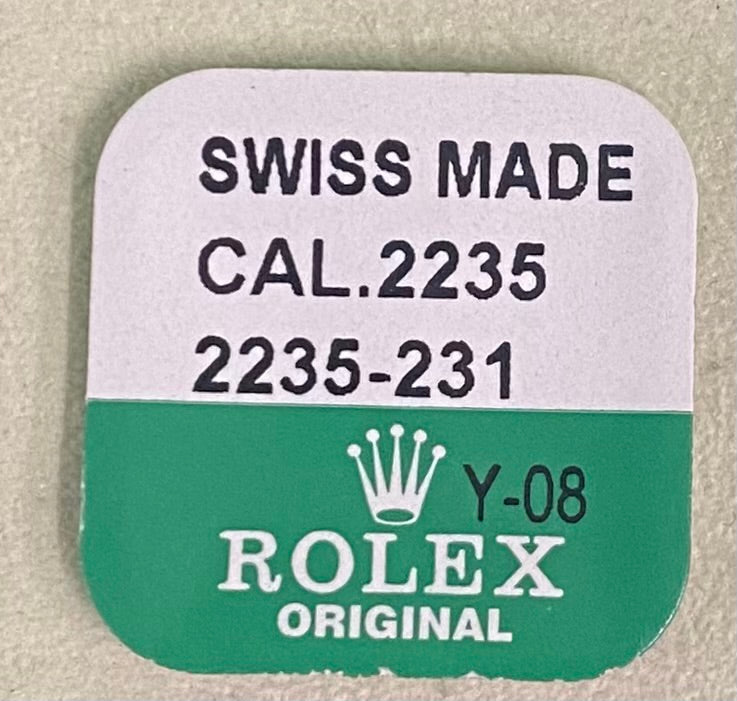 SWISS MADE
CAL.2235
2235-231
Y-08
ROLEX
ORIGINAL